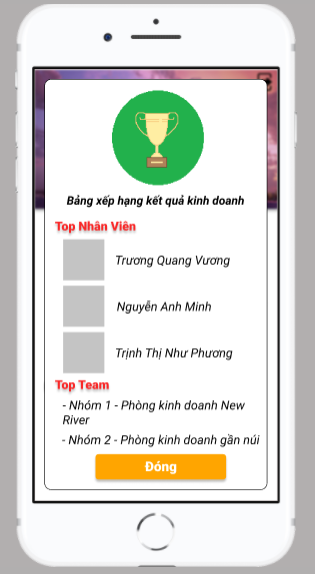 Bảng xếp hạng kết quả kinh doanh
Top Nhân Viên
Trương Quang Vương
Nguyễn Anh Minh
Trịnh Thị Như Phương
Top Team
- Nhóm 1 - Phòng kinh doanh New
River
- Nhóm 2 - Phòng kinh doanh gần núi
Đóng